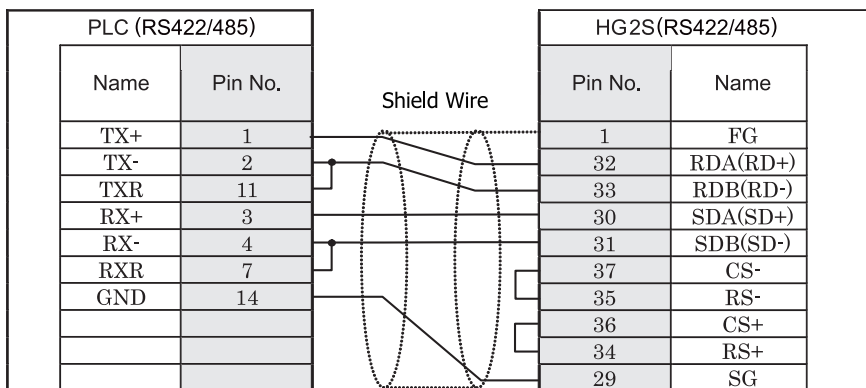 PLC (RS422/485) HG2S(RS422/485)
Name Pin No. Shield Wire Pin No. Name
TX+ 1 1 FG
TX- 2 32 RDA(RD+)
TXR 11 33 RDB(RD-)
RX+ 3 30 SDA(SD+)
RX- 4 31 SDB(SD-)
RXR 7 37 CS-
GND 14 35 RS-
36 CS+
34 RS+
29 SG